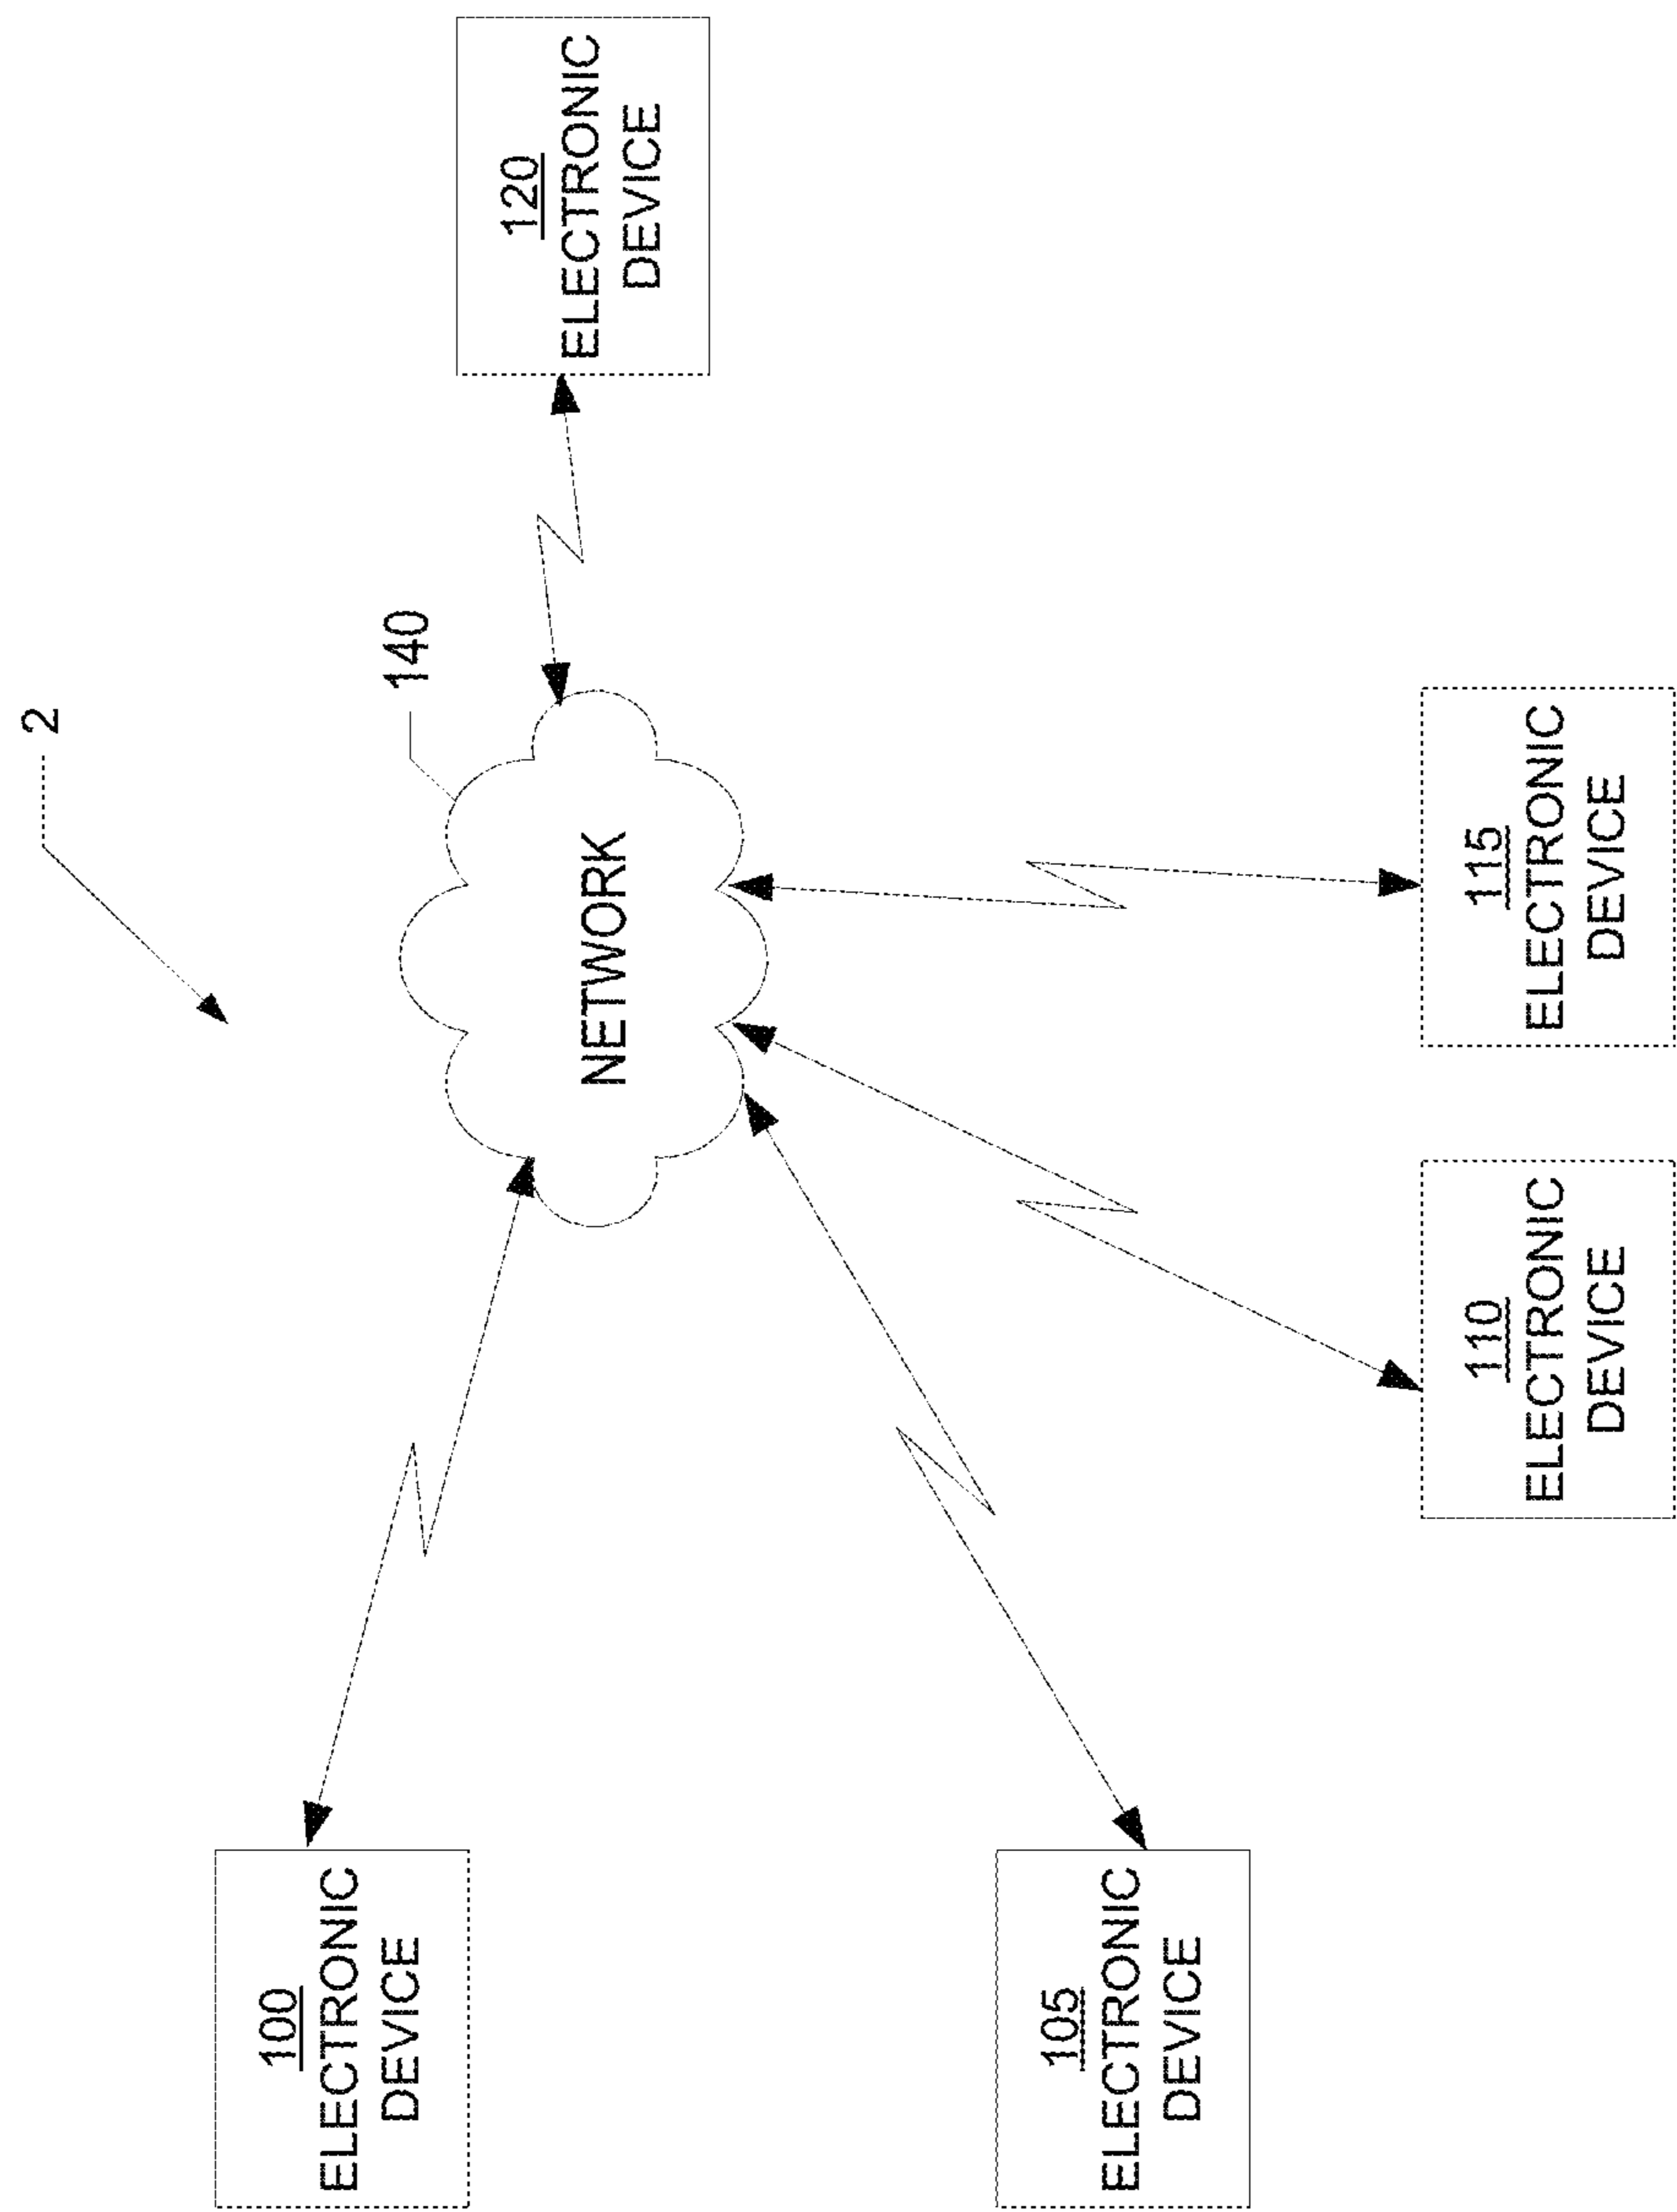 2
140
NETWORK
100
ELECTRONIC
DEVICE
120
ELECTRONIC
DEVICE
105
ELECTRONIC
DEVICE
110
ELECTRONIC
DEVICE
115
ELECTRONIC
DEVICE